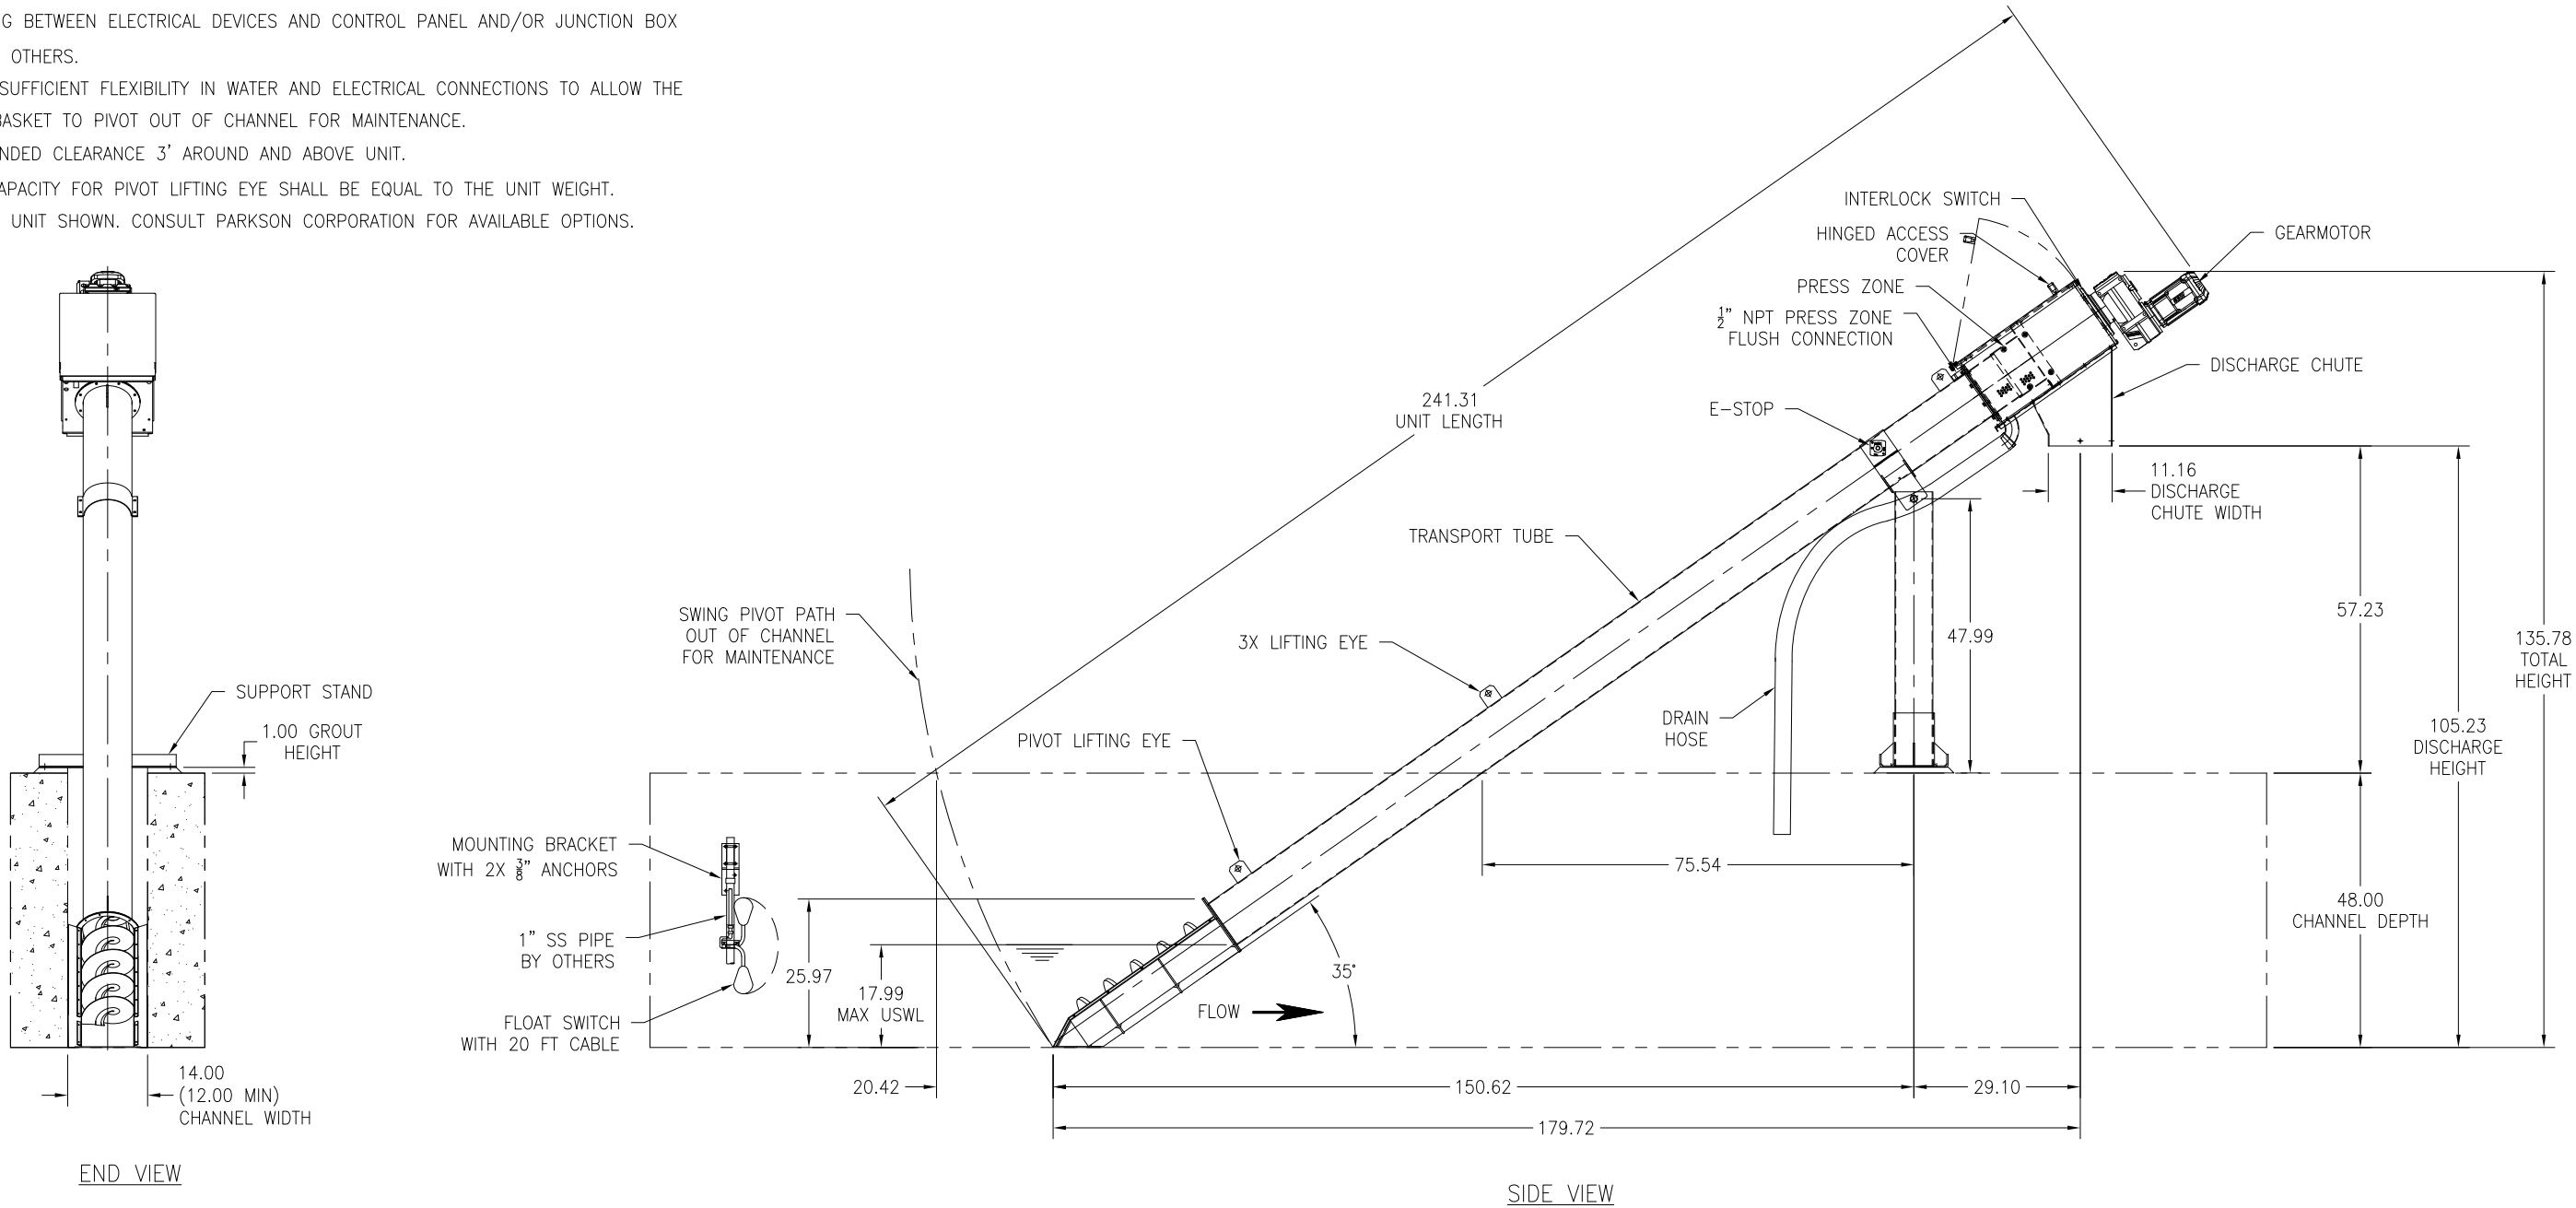 G BETWEEN ELECTRICAL DEVICES AND CONTROL PANEL AND/OR JUNCTION BOX
OTHERS.
SUFFICIENT FLEXIBILITY IN WATER AND ELECTRICAL CONNECTIONS TO ALLOW THE
BASKET TO PIVOT OUT OF CHANNEL FOR MAINTENANCE.
NDED CLEARANCE 3' AROUND AND ABOVE UNIT.
APACITY FOR PIVOT LIFTING EYE SHALL BE EQUAL TO THE UNIT WEIGHT.
UNIT SHOWN. CONSULT PARKSON CORPORATION FOR AVAILABLE OPTIONS.
SUPPORT STAND
1.00 GROUT
HEIGHT
14.00
(12.00 MIN)
CHANNEL WIDTH
END VIEW
INTERLOCK SWITCH
HINGED ACCESS
COVER
PRESS ZONE
½" NPT PRESS ZONE
FLUSH CONNECTION
GEARMOTOR
DISCHARGE CHUTE
241.31
UNIT LENGTH
E-STOP
11.16
DISCHARGE
CHUTE WIDTH
TRANSPORT TUBE
SWING PIVOT PATH
OUT OF CHANNEL
FOR MAINTENANCE
3X LIFTING EYE
47.99
57.23
135.78
TOTAL
HEIGHT
DRAIN
HOSE
PIVOT LIFTING EYE
105.23
DISCHARGE
HEIGHT
MOUNTING BRACKET
WITH 2X ⅜" ANCHORS
75.54
48.00
CHANNEL DEPTH
1" SS PIPE
BY OTHERS
25.97
17.99
MAX USWL
35°
FLOW
FLOAT SWITCH
WITH 20 FT CABLE
20.42
150.62
29.10
179.72
SIDE VIEW